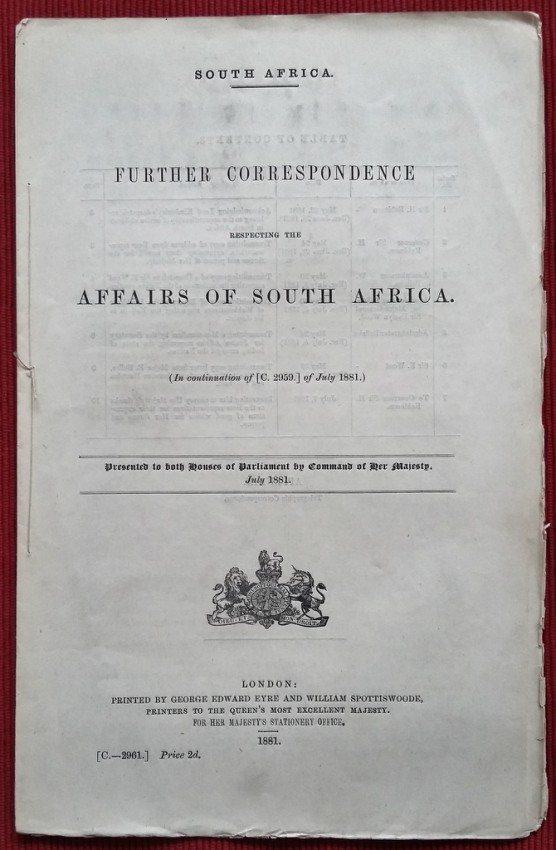 SOUTH AFRICA.
FURTHER CORRESPONDENCE
RESPECTING THE
AFFAIRS OF SOUTH AFRICA.
(In continuation of [C. 2959.] of July 1881.)
Presented to both Houses of Parliament by Command of Her Majesty.
July 1881.
LONDON:
PRINTED BY GEORGE EDWARD EYRE AND WILLIAM SPOTTISWOODE,
PRINTERS TO THE QUEEN'S MOST EXCELLENT MAJESTY.
FOR HER MAJESTY'S STATIONERY OFFICE.
1881.
[C.—2961.] Price 2d.